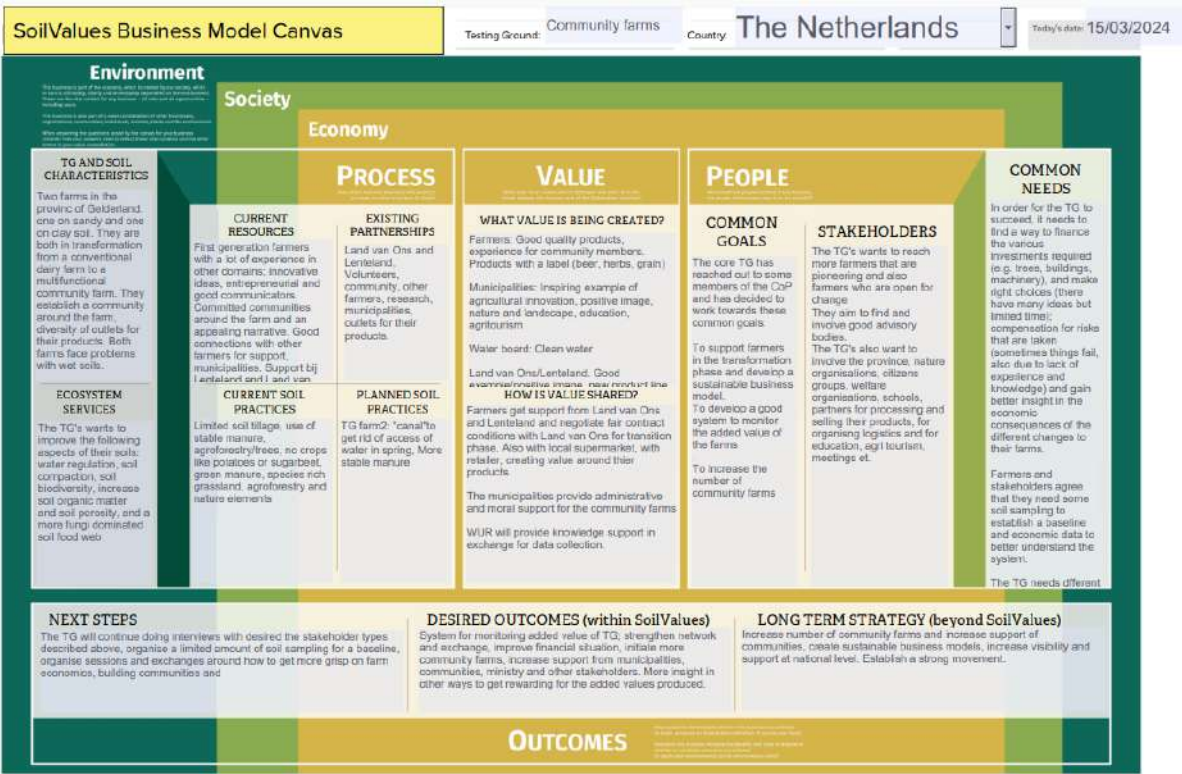 SoilValues Business Model Canvas
Testing Ground: Community farms
Country: The Netherlands
Today's date: 15/03/2024
Environment
Society
Economy
TG AND SOIL
CHARACTERISTICS
Two farms in the
provinc of Gelderland,
one on sandy and one
on clay soil. They are
both in transformation
from a conventional
dairy farm to a
multifunctional
community farm. They
establish a community
around the farm,
diversity of outlets for
their products. Both
farms face problems
with wet soils.
ECOSYSTEM
SERVICES
The TG's wants to
improve the following
aspects of their soils:
water regulation, soil
compaction, soil
biodiversity, increase
soil organic matter
and soil porosity, and a
more fungi dominated
soil food web
PROCESS
CURRENT
RESOURCES
First generation farmers
with a lot of experience in
other domains; innovative
ideas, entrepreneurial and
good communicators.
Committed communities
around the farm and an
appealing narrative. Good
connections with other
farmers for support,
municipalities. Support bij
Lenteland and Land van
EXISTING
PARTNERSHIPS
Land van Ons and
Lenteland,
Volunteers,
community, other
farmers, research,
municipalities,
outlets for their
products.
CURRENT SOIL
PRACTICES
Limited soil tillage, use of
stable manure,
agroforestry/trees, no crops
like potatoes or sugarbeet,
green manure, species rich
grassland, agroforestry and
nature elements
PLANNED SOIL
PRACTICES
TG farm2: "canal"to
get rid of access of
water in spring, More
stable manure
VALUE
WHAT VALUE IS BEING CREATED?
Farmers: Good quality products,
experience for community members.
Products with a label (beer, herbs, grain)
Municipalities: Inspiring example of
agricultural innovation, positive image,
nature and landscape, education,
agritourism
Water board: Clean water
Land van Ons/Lenteland. Good
example/positive image, new product line
HOW IS VALUE SHARED?
Farmers get support from Land van Ons
and Lenteland and negotiate fair contract
conditions with Land van Ons for transition
phase. Also with local supermarket, with
retailer, creating value around thier
products.
The municipalities provide administrative
and moral support for the community farms
WUR will provide knowledge support in
exchange for data collection.
PEOPLE
COMMON
GOALS
The core TG has
reached out to some
members of the CoP
and has decided to
work towards these
common goals.
To support farmers
in the transformation
phase and develop a
sustainable business
model.
To develop a good
system to monitor
the added value of
the farms
To increase the
number of
community farms
STAKEHOLDERS
The TG's wants to reach
more farmers that are
pioneering and also
farmers who are open for
change
They aim to find and
involve good advisory
bodies.
The TG's also want to
involve the province, nature
organisations, citizens
groups, welfare
organisations, schools,
partners for processing and
selling their products, for
organisng logistics and for
education, agri tourism,
meetings et.
COMMON
NEEDS
In order for the TG to
succeed, it needs to
find a way to finance
the various
investments required
(e.g. trees, buildings,
machinery), and make
right choices (there
have many ideas but
limited time);
compensation for risks
that are taken
(sometimes things fail,
also due to lack of
experience and
knowledge) and gain
better insight in the
economic
consequences of the
different changes to
their farms.
Farmers and
stakeholders agree
that they need some
soil sampling to
establish a baseline
and economic data to
better understand the
system.
The TG needs different
NEXT STEPS
The TG will continue doing interviews with desired the stakeholder types
described above, organise a limited amount of soil sampling for a baseline,
organise sessions and exchanges around how to get more grisp on farm
economics, building communities and
DESIRED OUTCOMES (within SoilValues)
System for monitoring added value of TG; strengthen network
and exchange, improve financial situation, initiate more
community farms, increase support from municipalities,
communities, ministry and other stakeholders. More insight in
other ways to get rewarding for the added values produced.
LONG TERM STRATEGY (beyond SoilValues)
Increase number of community farms and increase support of
communities, create sustainable business models, increase visibility and
support at national level. Establish a strong movement.
OUTCOMES